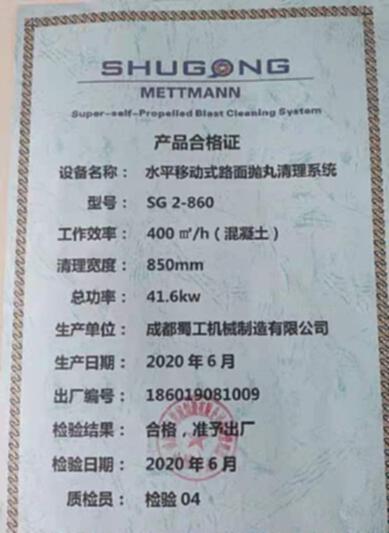 SHUGONG
METTMANN
Super-self-Propelled Blast Cleaning System
产品合格证
设备名称： 水平移动式路面抛丸清理系统
型号： SG 2-860
工作效率： 400 ㎡/h（混凝土）
清理宽度： 850mm
总功率： 41.6kw
生产单位： 成都蜀工机械制造有限公司
生产日期： 2020 年 6 月
出厂编号： 186019081009
检验结果： 合格，准予出厂
检验日期： 2020 年 6 月
质检员： 检验 04